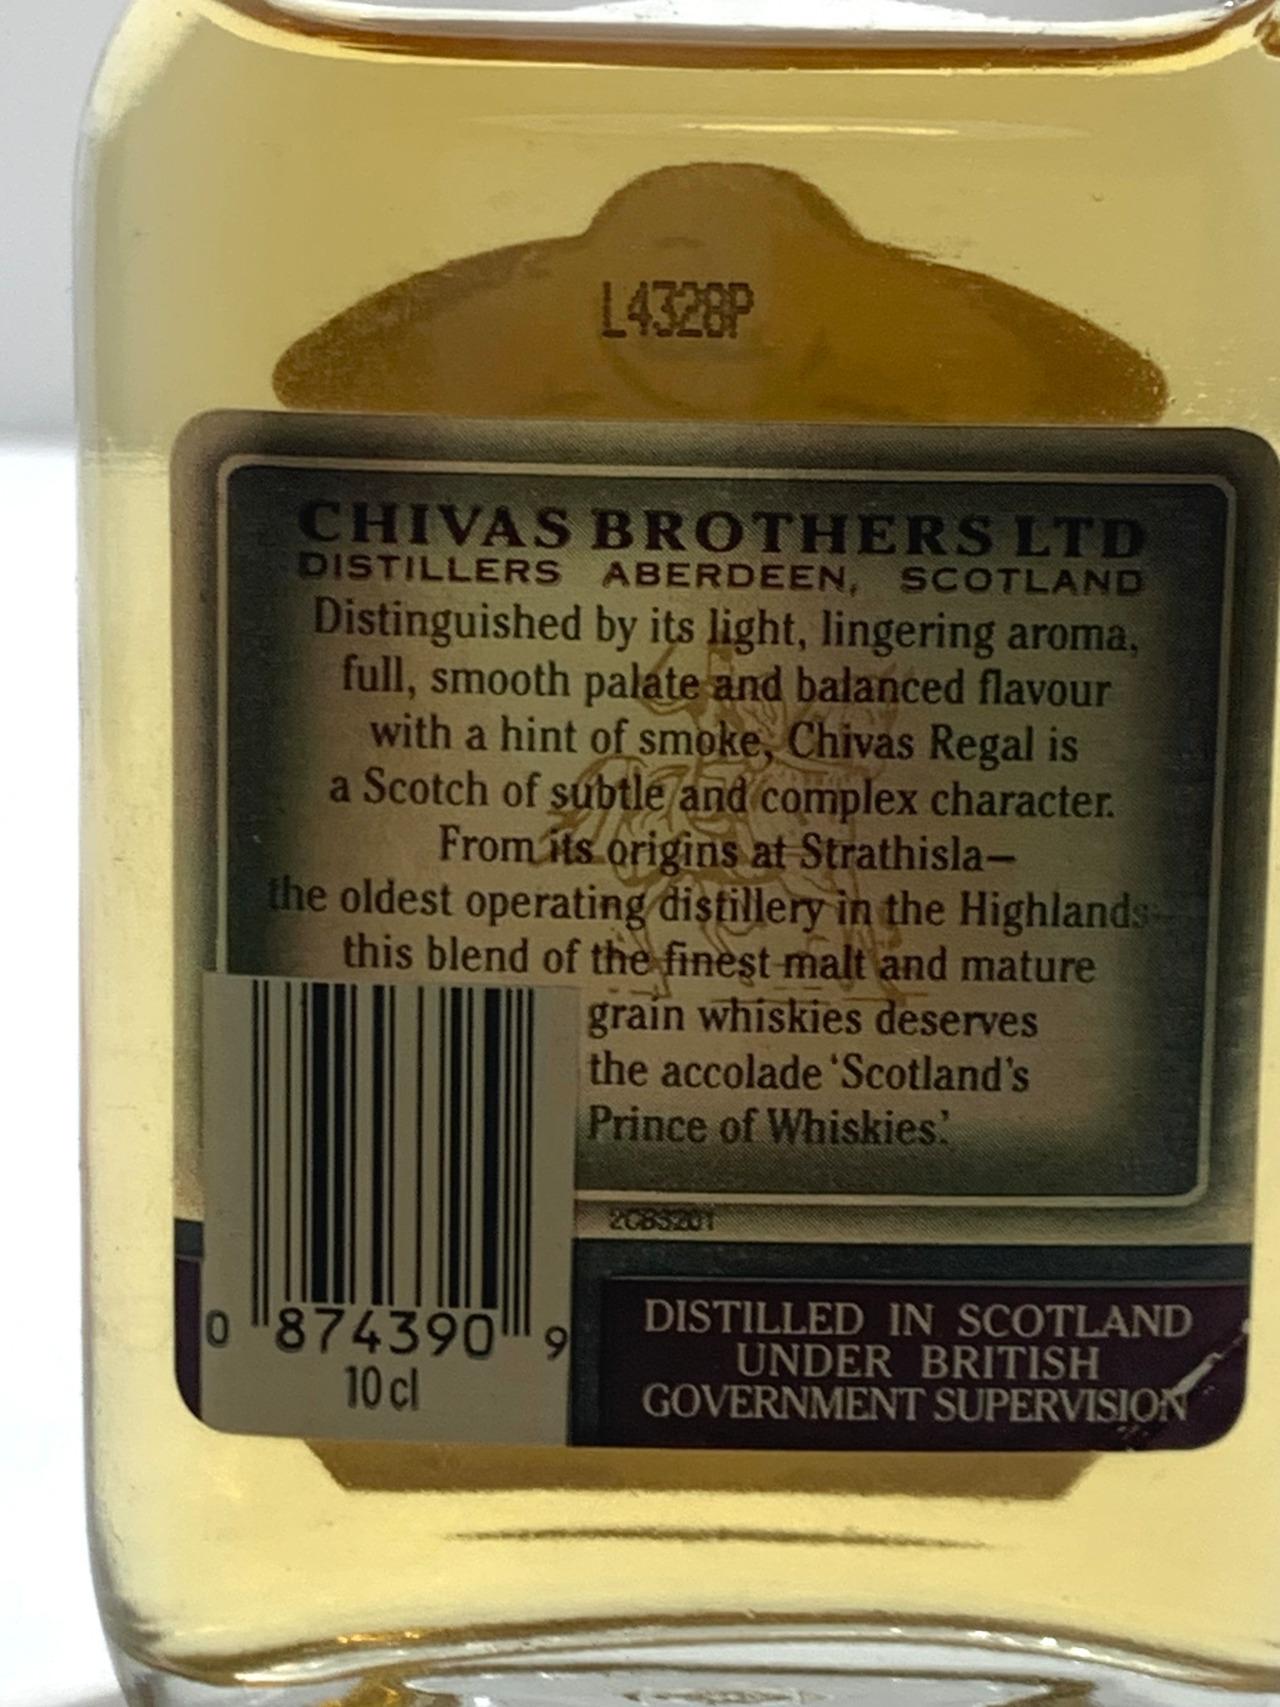 L4328P
CHIVAS BROTHERS LTD
DISTILLERS ABERDEEN, SCOTLAND
Distinguished by its light, lingering aroma,
full, smooth palate and balanced flavour
with a hint of smoke, Chivas Regal is
a Scotch of subtle and complex character.
From its origins at Strathisla–
the oldest operating distillery in the Highlands–
this blend of the finest malt and mature
grain whiskies deserves
the accolade ‘Scotland’s
Prince of Whiskies’.
2CBS201
0 874390 9
10 cl
DISTILLED IN SCOTLAND
UNDER BRITISH
GOVERNMENT SUPERVISION